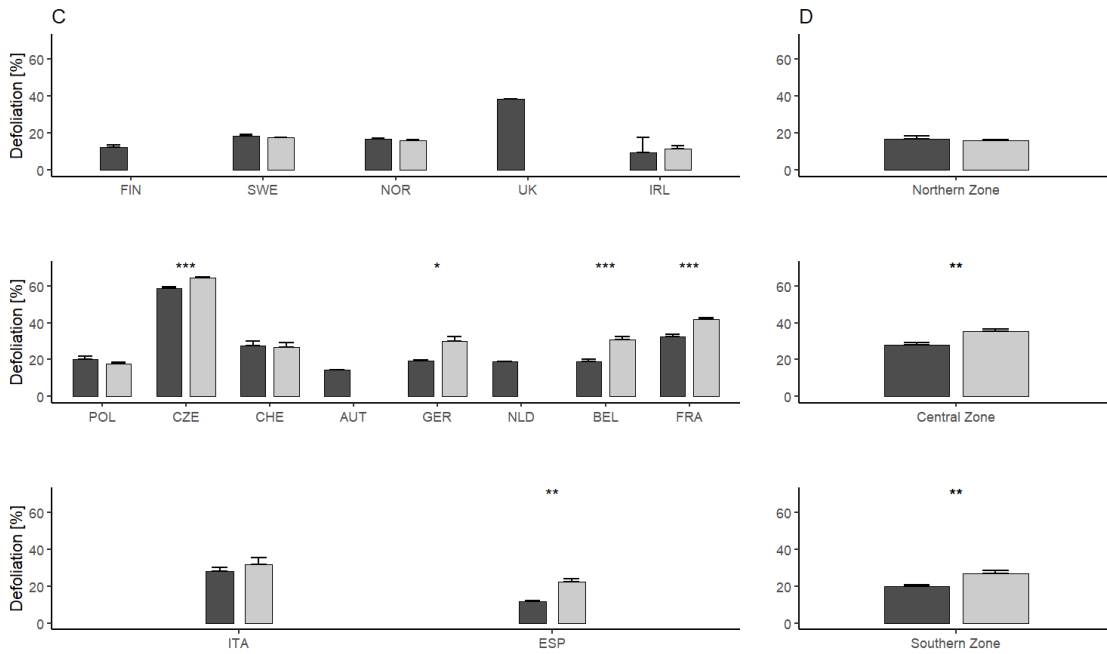 C
D
Defoliation [%]
60
40
20
0
FIN SWE NOR UK IRL
60
40
20
0
Northern Zone
Defoliation [%]
60
40
20
0
*** * *** ***
POL CZE CHE AUT GER NLD BEL FRA
**
60
40
20
0
Central Zone
Defoliation [%]
60
40
20
0
**
ITA ESP
**
60
40
20
0
Southern Zone